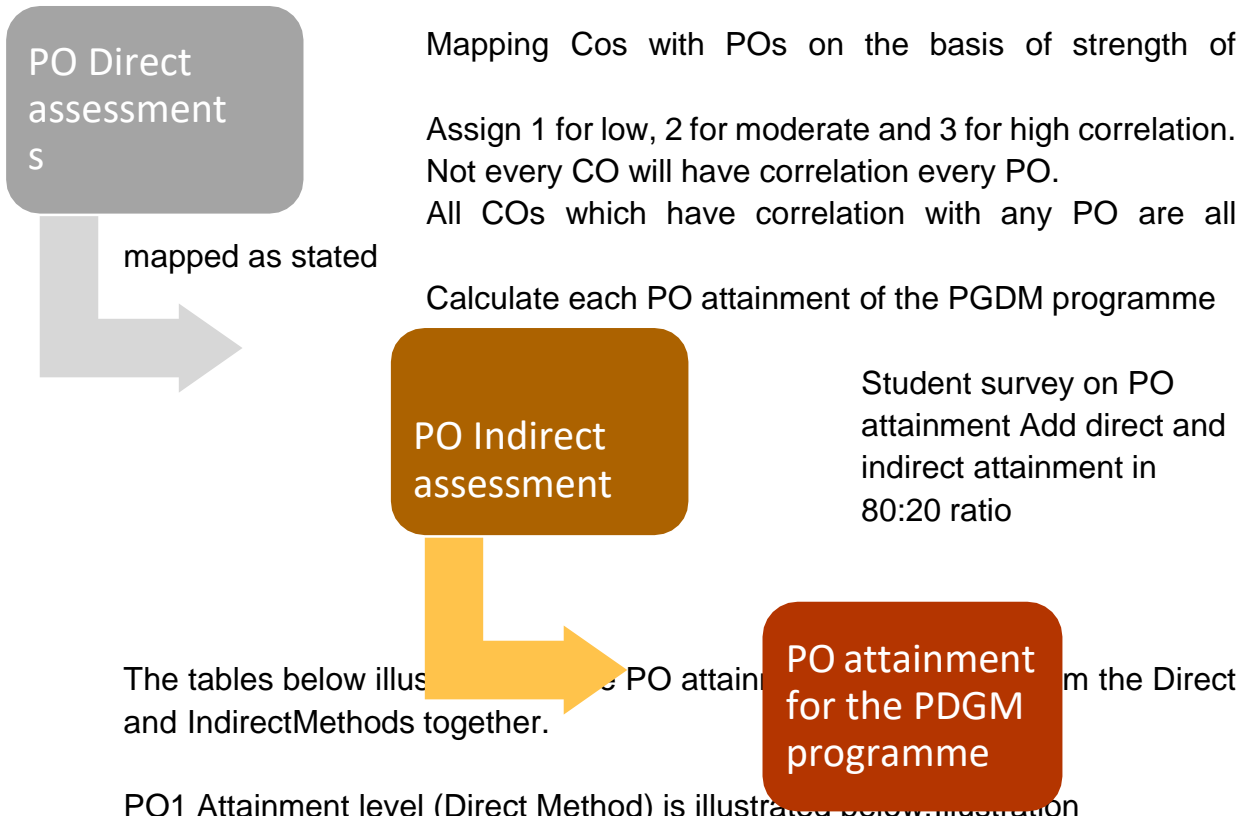 PO Direct
assessment
s
Mapping Cos with POs on the basis of strength of
Assign 1 for low, 2 for moderate and 3 for high correlation.
Not every CO will have correlation every PO.
All COs which have correlation with any PO are all
mapped as stated
Calculate each PO attainment of the PGDM programme
PO Indirect
assessment
Student survey on PO
attainment Add direct and
indirect attainment in
80:20 ratio
PO attainment
for the PDGM
programme
The tables below PO the Direct
and IndirectMethods together.
PO1 Attainment level (Direct Method) is illustrated below:illustration